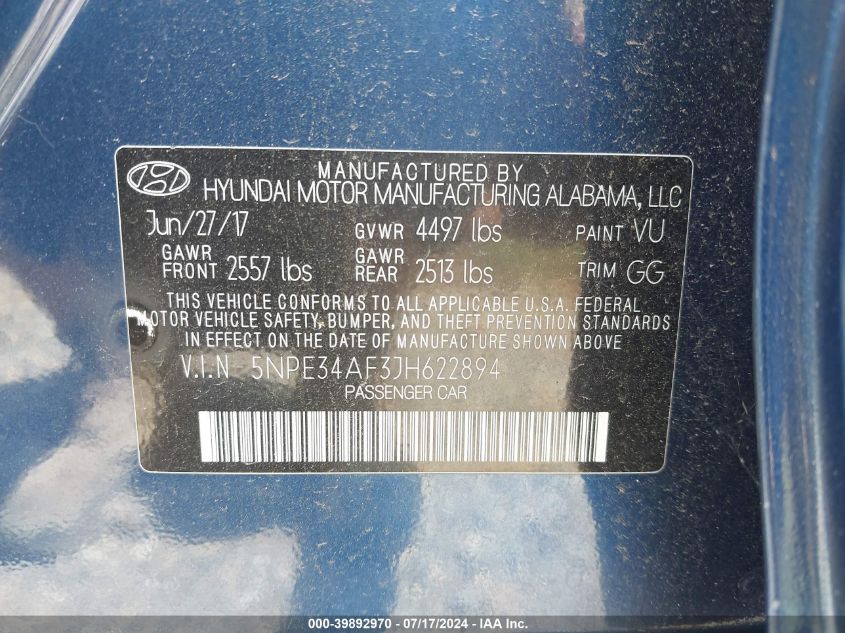 MANUFACTURED BY
HYUNDAI MOTOR MANUFACTURING ALABAMA, LLC
Jun/27/17 GVWR 4497 lbs PAINT VU
GAWR FRONT 2557 lbs GAWR REAR 2513 lbs TRIM GG
THIS VEHICLE CONFORMS TO ALL APPLICABLE U.S.A. FEDERAL
MOTOR VEHICLE SAFETY, BUMPER, AND THEFT PREVENTION STANDARDS
IN EFFECT ON THE DATE OF MANUFACTURE SHOWN ABOVE.
V.I.N 5NPE34AF3JH622894
PASSENGER CAR
000-39892970 - 07/17/2024 - IAA Inc.